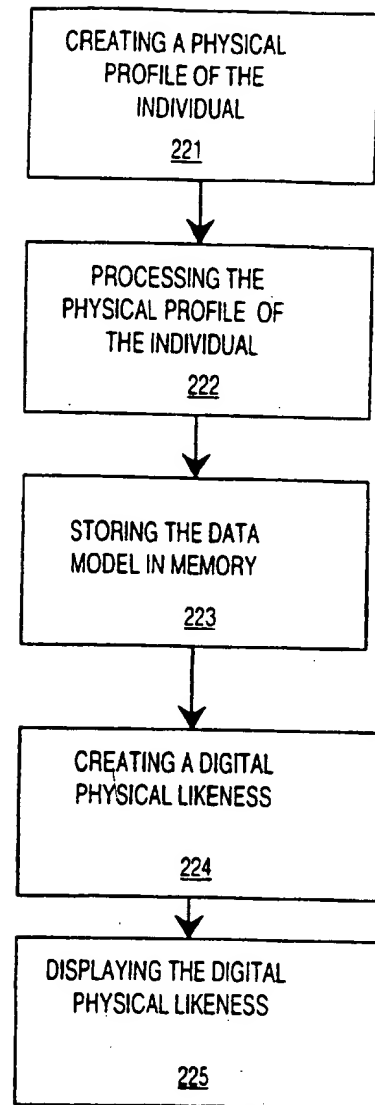 CREATING A PHYSICAL
PROFILE OF THE
INDIVIDUAL
221
PROCESSING THE
PHYSICAL PROFILE OF
THE INDIVIDUAL
222
STORING THE DATA
MODEL IN MEMORY
223
CREATING A DIGITAL
PHYSICAL LIKENESS
224
DISPLAYING THE DIGITAL
PHYSICAL LIKENESS
225